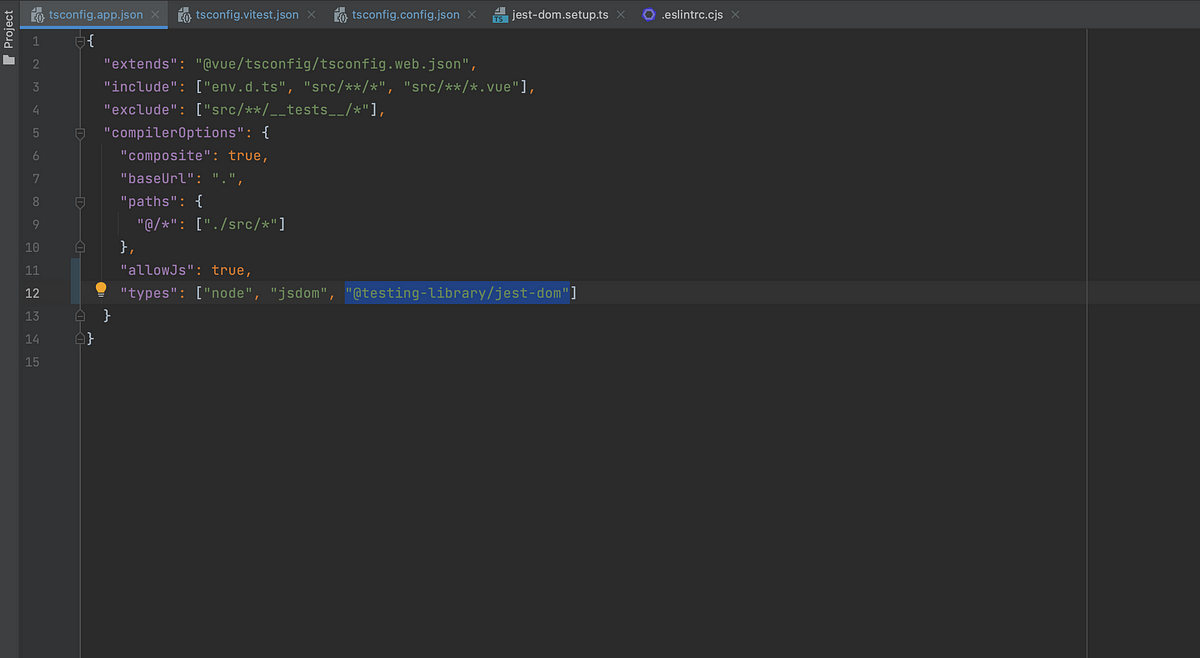 Project
tsconfig.app.json tsconfig.vitest.json tsconfig.config.json TS jest-dom.setup.ts .eslintrc.cjs
1 {
2 "extends": "@vue/tsconfig/tsconfig.web.json",
3 "include": ["env.d.ts", "src/**/*", "src/**/*.vue"],
4 "exclude": ["src/**/__tests__/*"],
5 "compilerOptions": {
6 "composite": true,
7 "baseUrl": ".",
8 "paths": {
9 "@/*": ["./src/*"]
10 },
11 "allowJs": true,
12 "types": ["node", "jsdom", "@testing-library/jest-dom"]
13 }
14 }
15